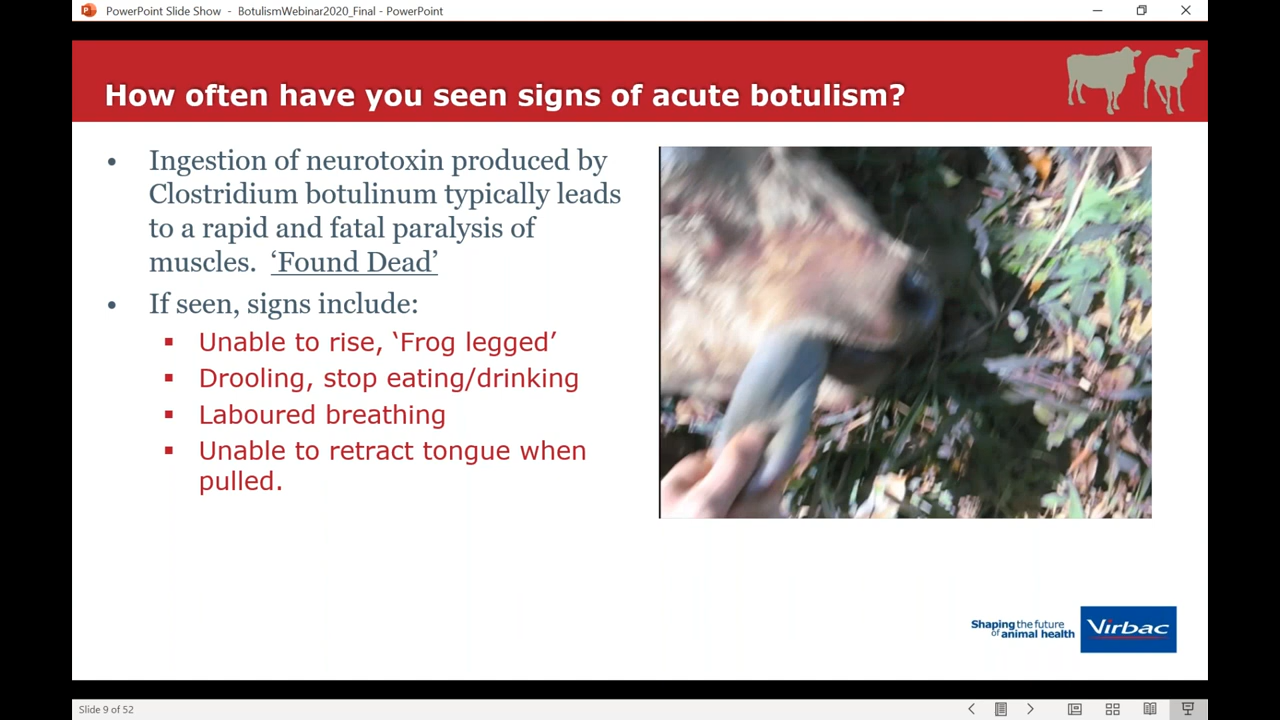 PowerPoint Slide Show - BotulismWebinar2020_Final - PowerPoint
How often have you seen signs of acute botulism?
• Ingestion of neurotoxin produced by
Clostridium botulinum typically leads
to a rapid and fatal paralysis of
muscles. ‘Found Dead’
• If seen, signs include:
▪ Unable to rise, ‘Frog legged’
▪ Drooling, stop eating/drinking
▪ Laboured breathing
▪ Unable to retract tongue when
pulled.
Shaping the future
of animal health
Virbac
Slide 9 of 52